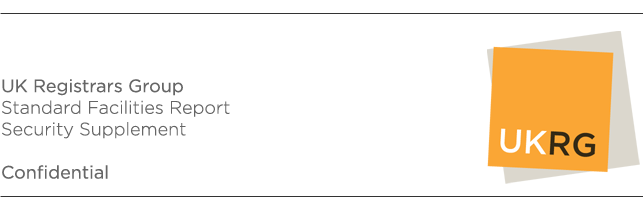 UK Registrars Group
Standard Facilities Report
Security Supplement
Confidential
UKRG